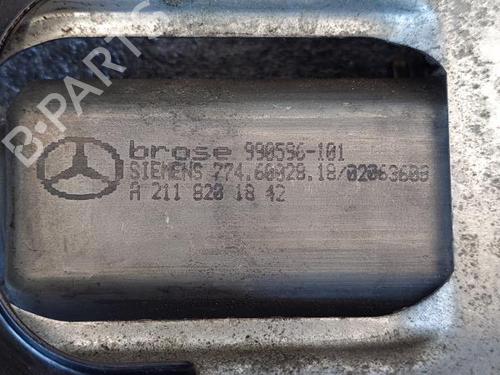 B-PARTS
brose 990596-101
SIEMENS 774.60028.18/02063600
A 211 820 18 42